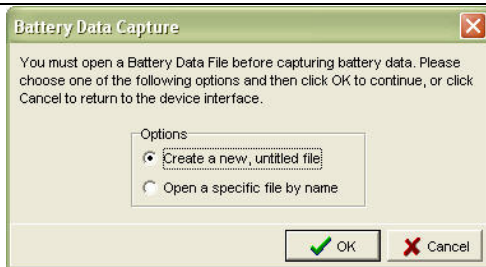 Battery Data Capture
You must open a Battery Data File before capturing battery data. Please
choose one of the following options and then click OK to continue, or click
Cancel to return to the device interface.
Options
Create a new, untitled file
Open a specific file by name
OK
Cancel